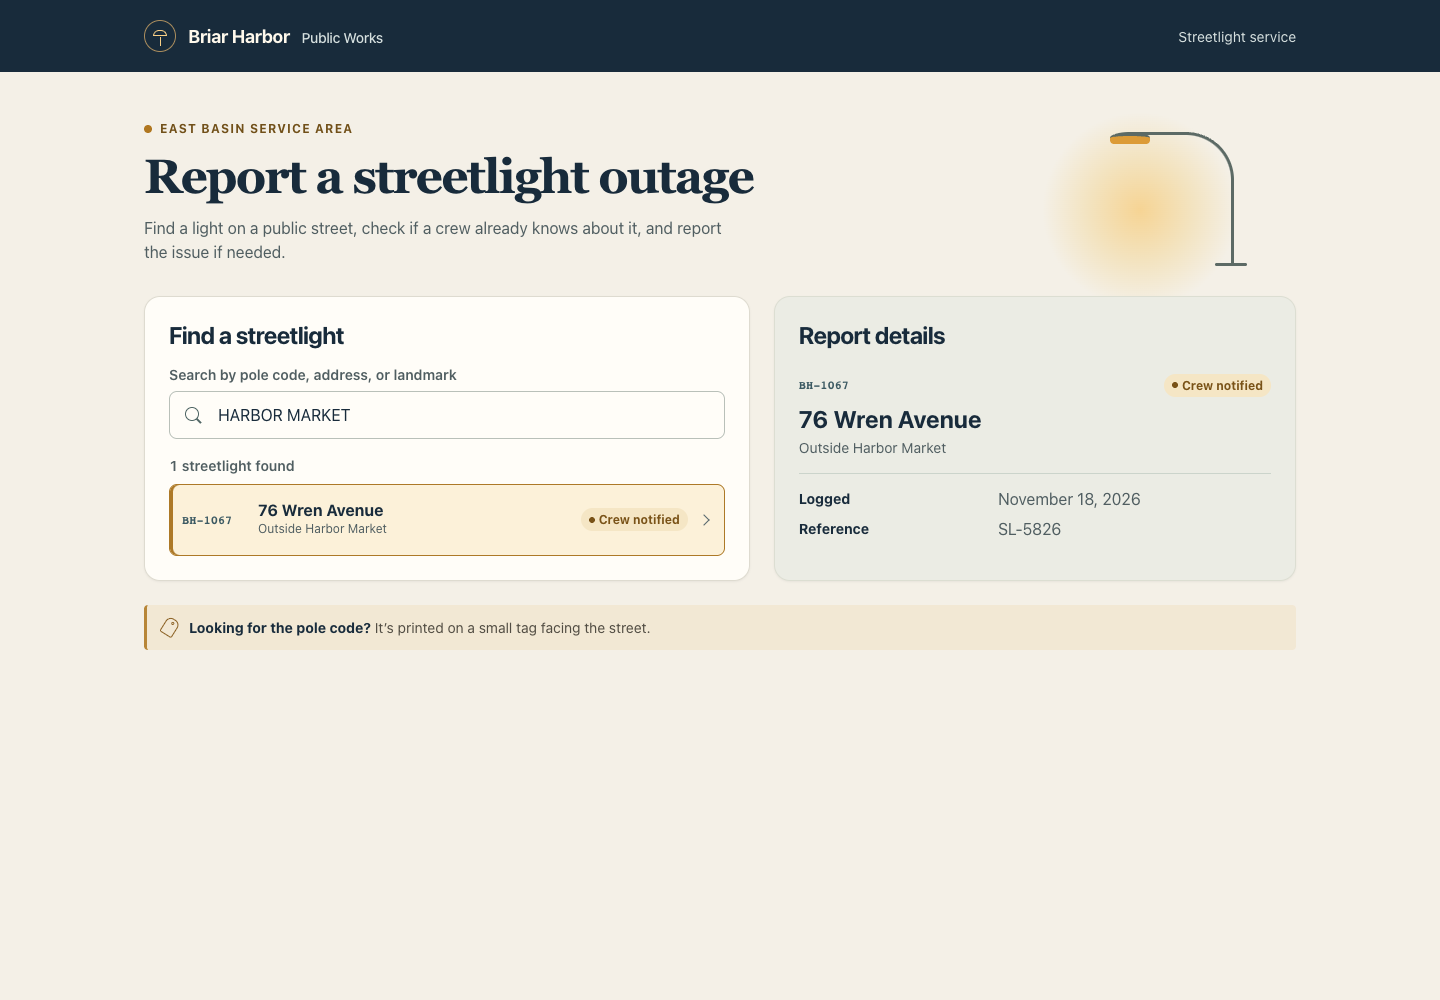 Briar Harbor Public Works
Streetlight service
EAST BASIN SERVICE AREA
Report a streetlight outage
Find a light on a public street, check if a crew already knows about it, and report
the issue if needed.
Find a streetlight
Search by pole code, address, or landmark
HARBOR MARKET
1 streetlight found
BH-1067
76 Wren Avenue
Outside Harbor Market
Crew notified
Report details
BH-1067
Crew notified
76 Wren Avenue
Outside Harbor Market
Logged November 18, 2026
Reference SL-5826
Looking for the pole code? It’s printed on a small tag facing the street.